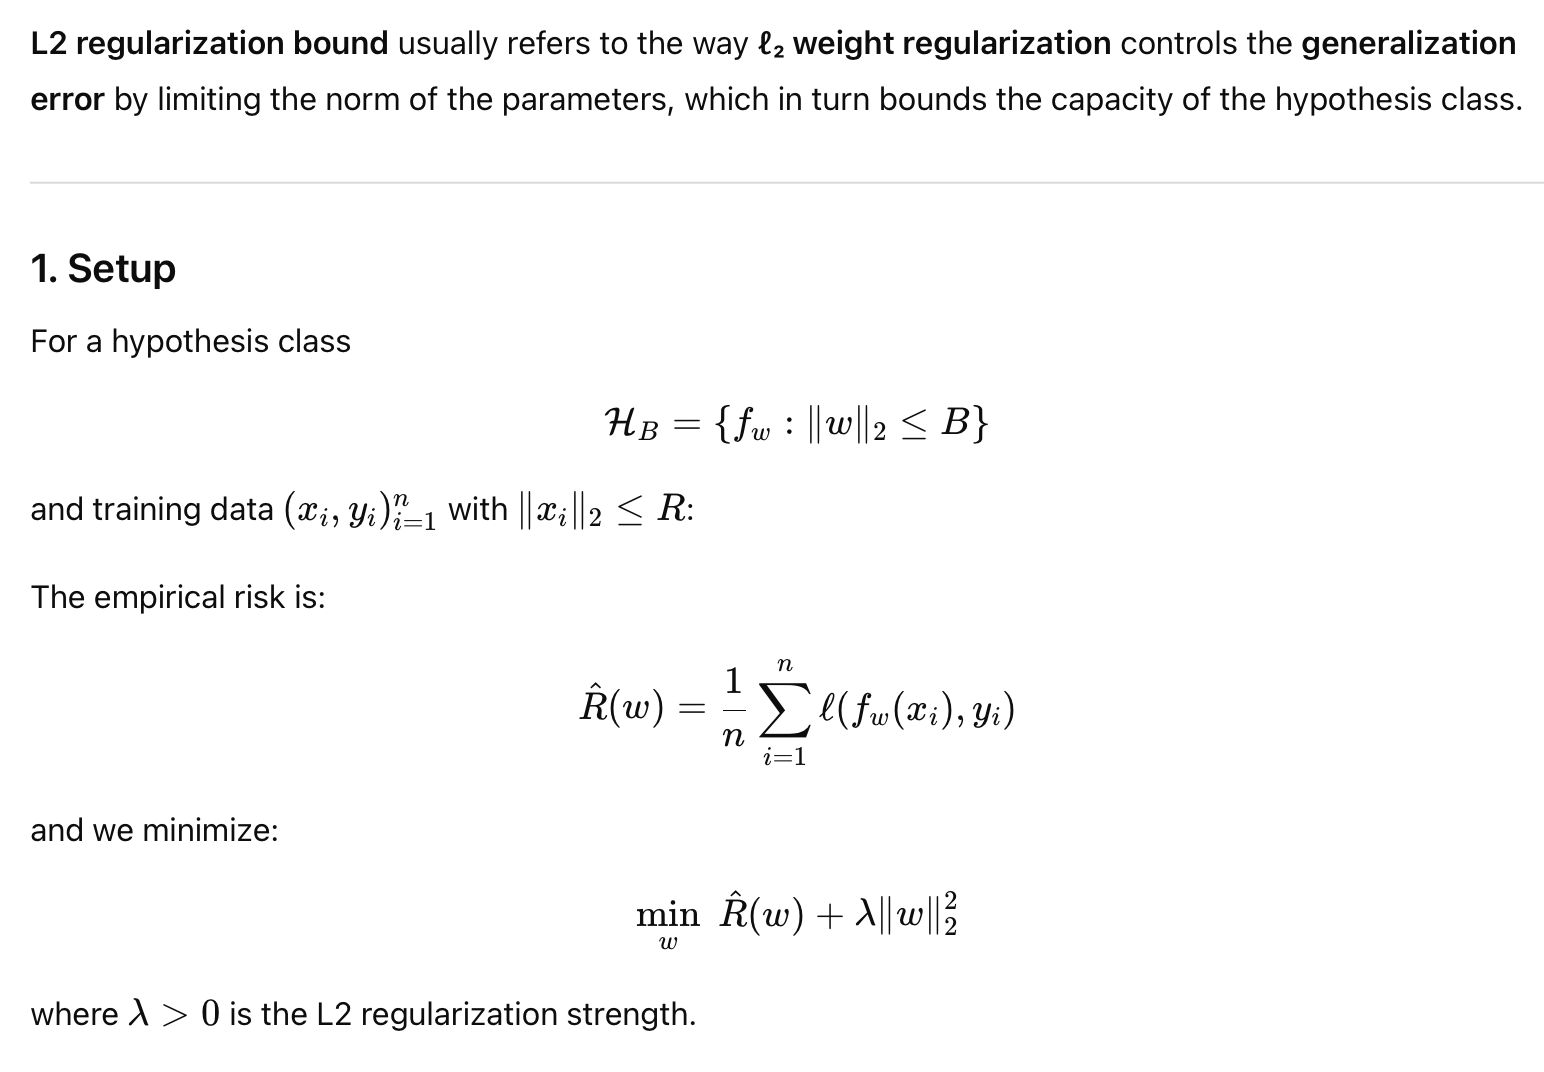 L2 regularization bound usually refers to the way ℓ₂ weight regularization controls the generalization
error by limiting the norm of the parameters, which in turn bounds the capacity of the hypothesis class.
1. Setup
For a hypothesis class
$\mathcal{H}_B = \{f_w : \|w\|_2 \leq B\}$
and training data $(x_i, y_i)_{i=1}^n$ with $\|x_i\|_2 \leq R$:
The empirical risk is:
$\hat{R}(w) = \frac{1}{n} \sum_{i=1}^{n} \ell(f_w(x_i), y_i)$
and we minimize:
$\min_w \hat{R}(w) + \lambda \|w\|_2^2$
where $\lambda > 0$ is the L2 regularization strength.